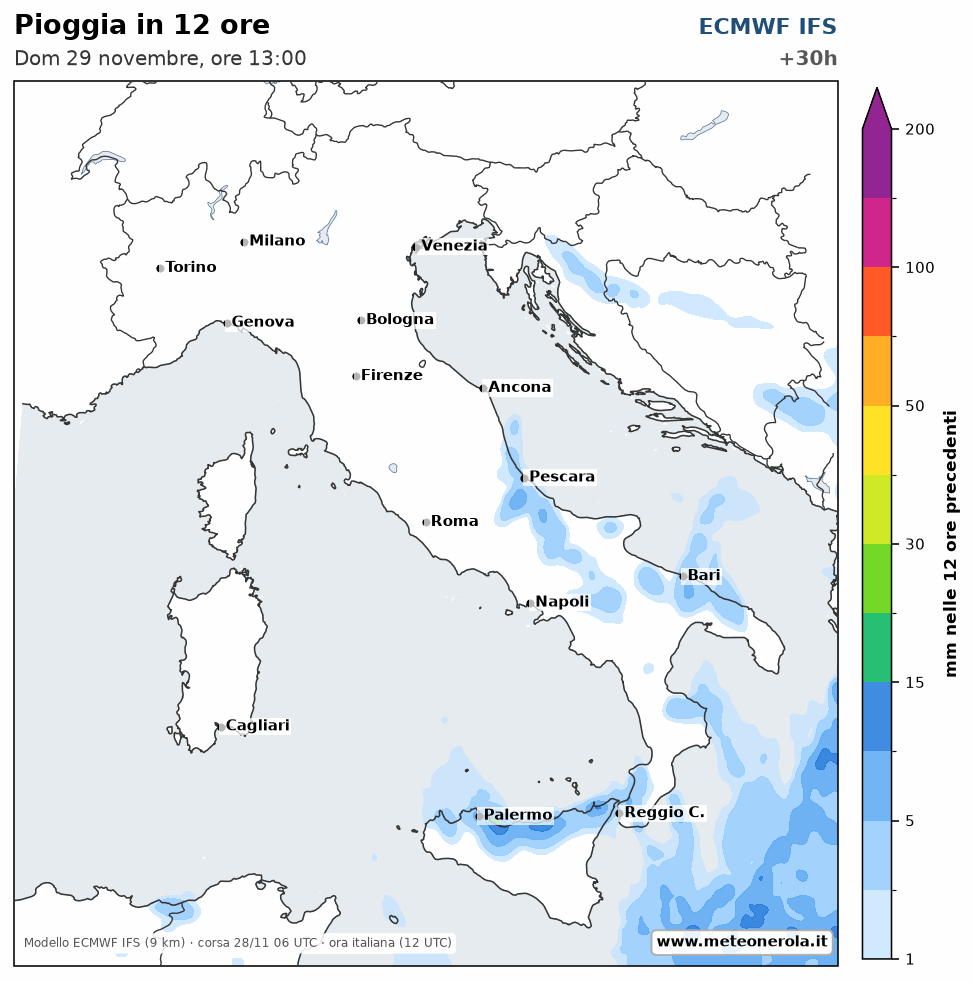 Pioggia in 12 ore
ECMWF IFS
Dom 29 novembre, ore 13:00
+30h
200
Milano
Venezia
Torino
100
Genova
Bologna
Firenze
Ancona
50
Pescara
Roma
30
Bari
Napoli
mm nelle 12 ore precedenti
15
Cagliari
Palermo
Reggio C.
5
Modello ECMWF IFS (9 km) · corsa 28/11 06 UTC · ora italiana (12 UTC)
www.meteonerola.it
1